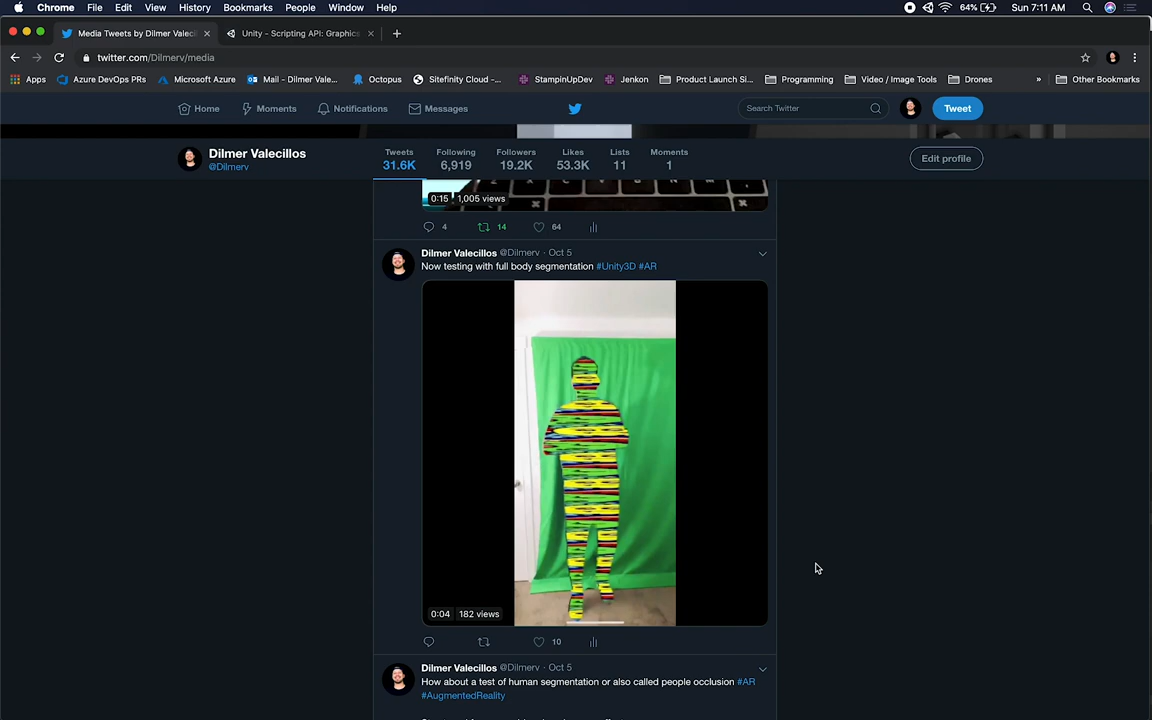 Chrome File Edit View History Bookmarks People Window Help 64% Sun 7:11 AM
Media Tweets by Dilmer Valecil Unity - Scripting API: Graphics
twitter.com/Dilmerv/media
Apps Azure DevOps PRs Microsoft Azure Mail - Dilmer Vale... Octopus Sitefinity Cloud -... StampinUpDev Jenkon Product Launch Si... Programming Video / Image Tools Drones » Other Bookmarks
Home Moments Notifications Messages Search Twitter Tweet
Dilmer Valecillos
@Dilmerv
Tweets Following Followers Likes Lists Moments
31.6K 6,919 19.2K 53.3K 11 1
Edit profile
0:15 1,005 views
4 14 64
Dilmer Valecillos @Dilmerv · Oct 5
Now testing with full body segmentation #Unity3D #AR
0:04 182 views
10
Dilmer Valecillos @Dilmerv · Oct 5
How about a test of human segmentation or also called people occlusion #AR
#AugmentedReality